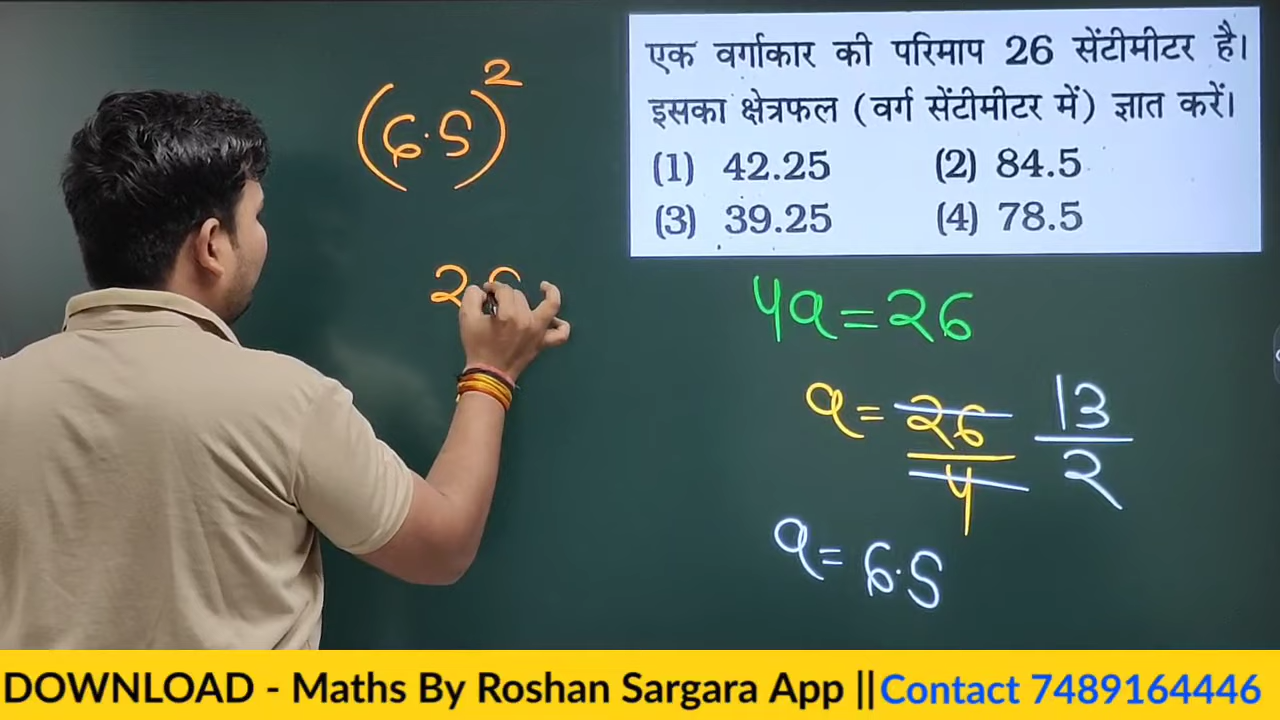 एक वर्गाकार की परिमाप 26 सेंटीमीटर है।
इसका क्षेत्रफल (वर्ग सेंटीमीटर में) ज्ञात करें।
(1) 42.25 (2) 84.5
(3) 39.25 (4) 78.5
(6.5)²
4a=26
a= 26/4 13/2
a= 6.5
DOWNLOAD - Maths By Roshan Sargara App ||Contact 7489164446